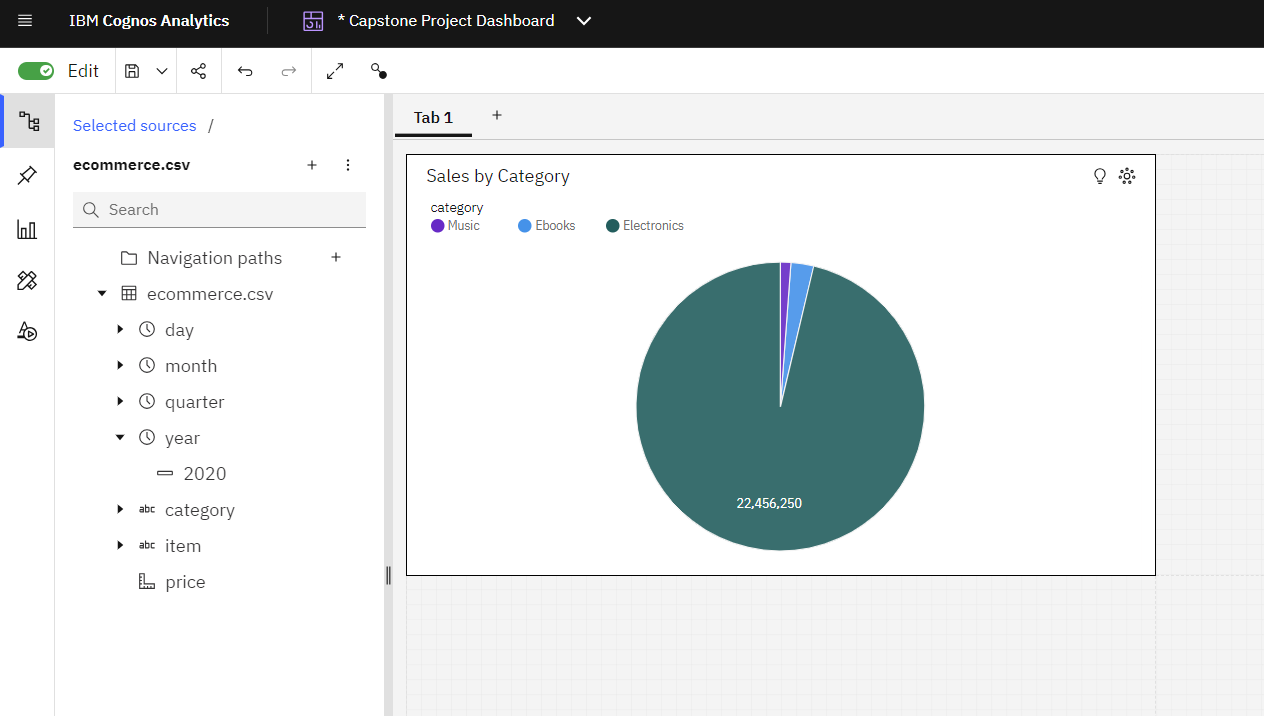 IBM Cognos Analytics
* Capstone Project Dashboard
Edit
Selected sources /
ecommerce.csv
Search
Navigation paths
ecommerce.csv
day
month
quarter
year
2020
abc category
abc item
price
Tab 1
Sales by Category
category
Music Ebooks Electronics
22,456,250